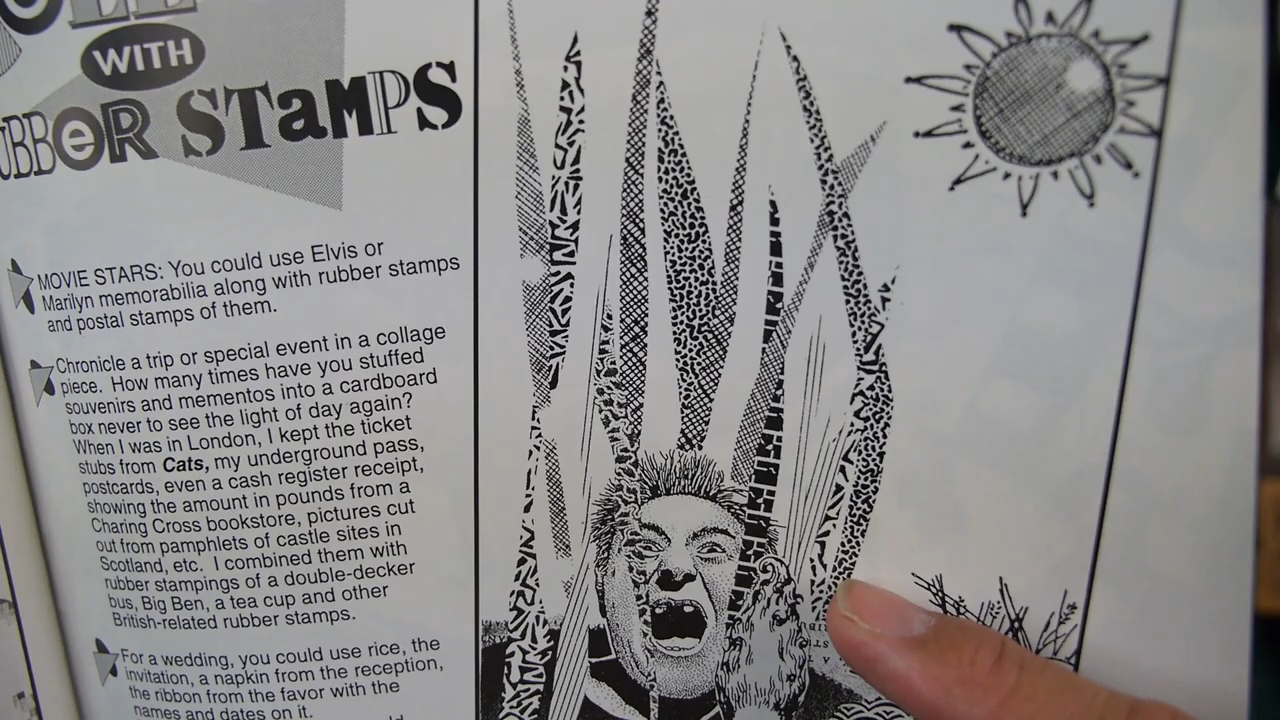 WITH
RUBBER STAMPS
MOVIE STARS: You could use Elvis or
Marilyn memorabilia along with rubber stamps
and postal stamps of them.
Chronicle a trip or special event in a collage
piece. How many times have you stuffed
souvenirs and mementos into a cardboard
box never to see the light of day again?
When I was in London, I kept the ticket
stubs from Cats, my underground pass,
postcards, even a cash register receipt,
showing the amount in pounds from a
Charing Cross bookstore, pictures cut
out from pamphlets of castle sites in
Scotland, etc. I combined them with
rubber stampings of a double-decker
bus, Big Ben, a tea cup and other
British-related rubber stamps.
For a wedding, you could use rice, the
invitation, a napkin from the reception,
the ribbon from the favor with the
names and dates on it.